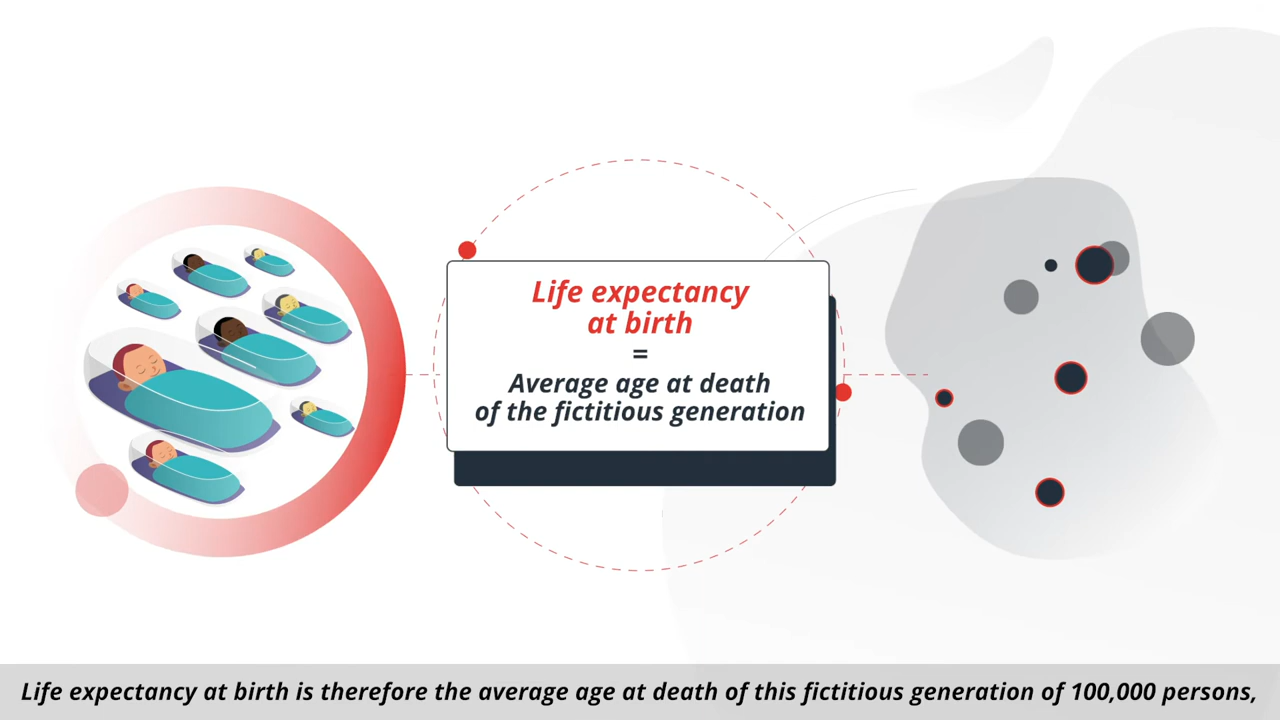 Life expectancy
at birth
=
Average age at death
of the fictitious generation
Life expectancy at birth is therefore the average age at death of this fictitious generation of 100,000 persons,